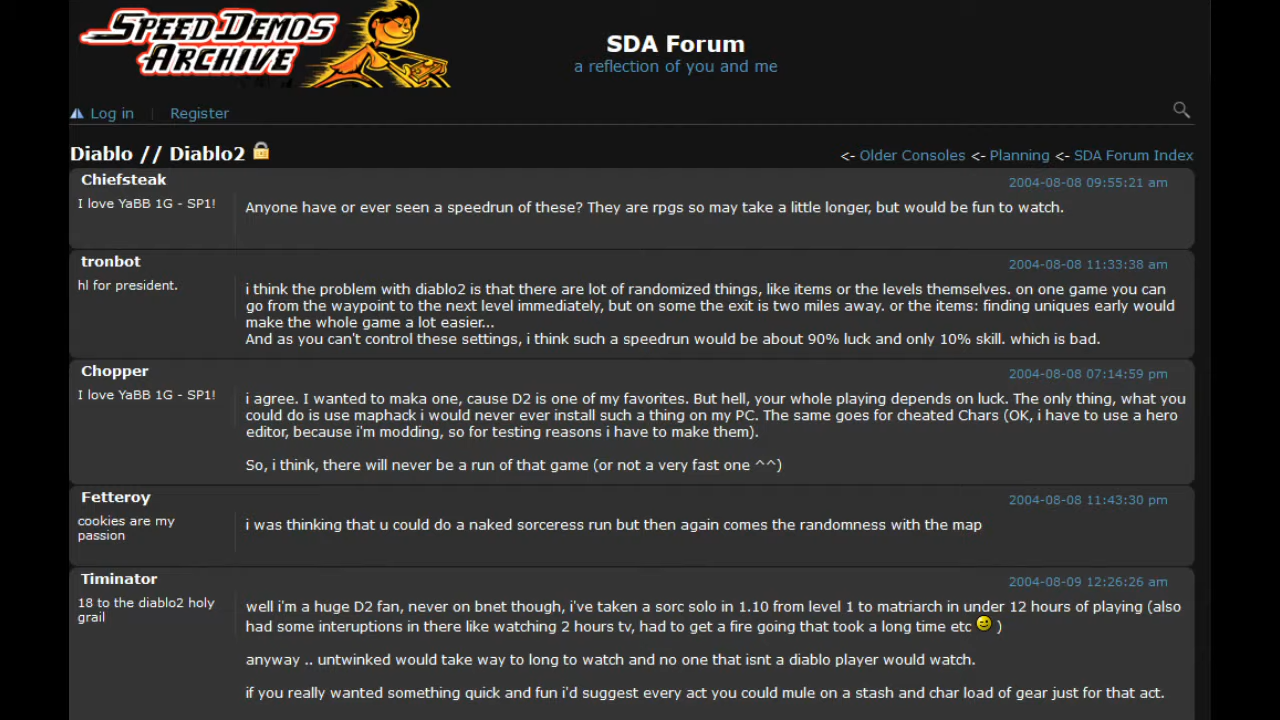 SPEED DEMOS
ARCHIVE
SDA Forum
a reflection of you and me
Log in | Register
Diablo // Diablo2
<- Older Consoles <- Planning <- SDA Forum Index
Chiefsteak
2004-08-08 09:55:21 am
I love YaBB 1G - SP1!
Anyone have or ever seen a speedrun of these? They are rpgs so may take a little longer, but would be fun to watch.
tronbot
2004-08-08 11:33:38 am
hl for president.
i think the problem with diablo2 is that there are lot of randomized things, like items or the levels themselves. on one game you can
go from the waypoint to the next level immediately, but on some the exit is two miles away. or the items: finding uniques early would
make the whole game a lot easier...
And as you can't control these settings, i think such a speedrun would be about 90% luck and only 10% skill. which is bad.
Chopper
2004-08-08 07:14:59 pm
I love YaBB 1G - SP1!
i agree. I wanted to maka one, cause D2 is one of my favorites. But hell, your whole playing depends on luck. The only thing, what you
could do is use maphack i would never ever install such a thing on my PC. The same goes for cheated Chars (OK, i have to use a hero
editor, because i'm modding, so for testing reasons i have to make them).
So, i think, there will never be a run of that game (or not a very fast one ^^)
Fetteroy
2004-08-08 11:43:30 pm
cookies are my
passion
i was thinking that u could do a naked sorceress run but then again comes the randomness with the map
Timinator
2004-08-09 12:26:26 am
18 to the diablo2 holy
grail
well i'm a huge D2 fan, never on bnet though, i've taken a sorc solo in 1.10 from level 1 to matriarch in under 12 hours of playing (also
had some interuptions in there like watching 2 hours tv, had to get a fire going that took a long time etc )
anyway .. untwinked would take way to long to watch and no one that isnt a diablo player would watch.
if you really wanted something quick and fun i'd suggest every act you could mule on a stash and char load of gear just for that act.